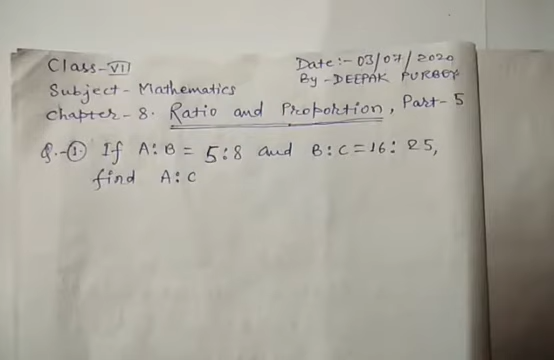 Class-VII
Date:- 03/07/2020
By-DEEPAK PURBEY
Subject- Mathematics
Chapter-8. Ratio and Proportion, Part-5
Q.-① If A:B = 5:8 and B:C=16:25,
find A:C